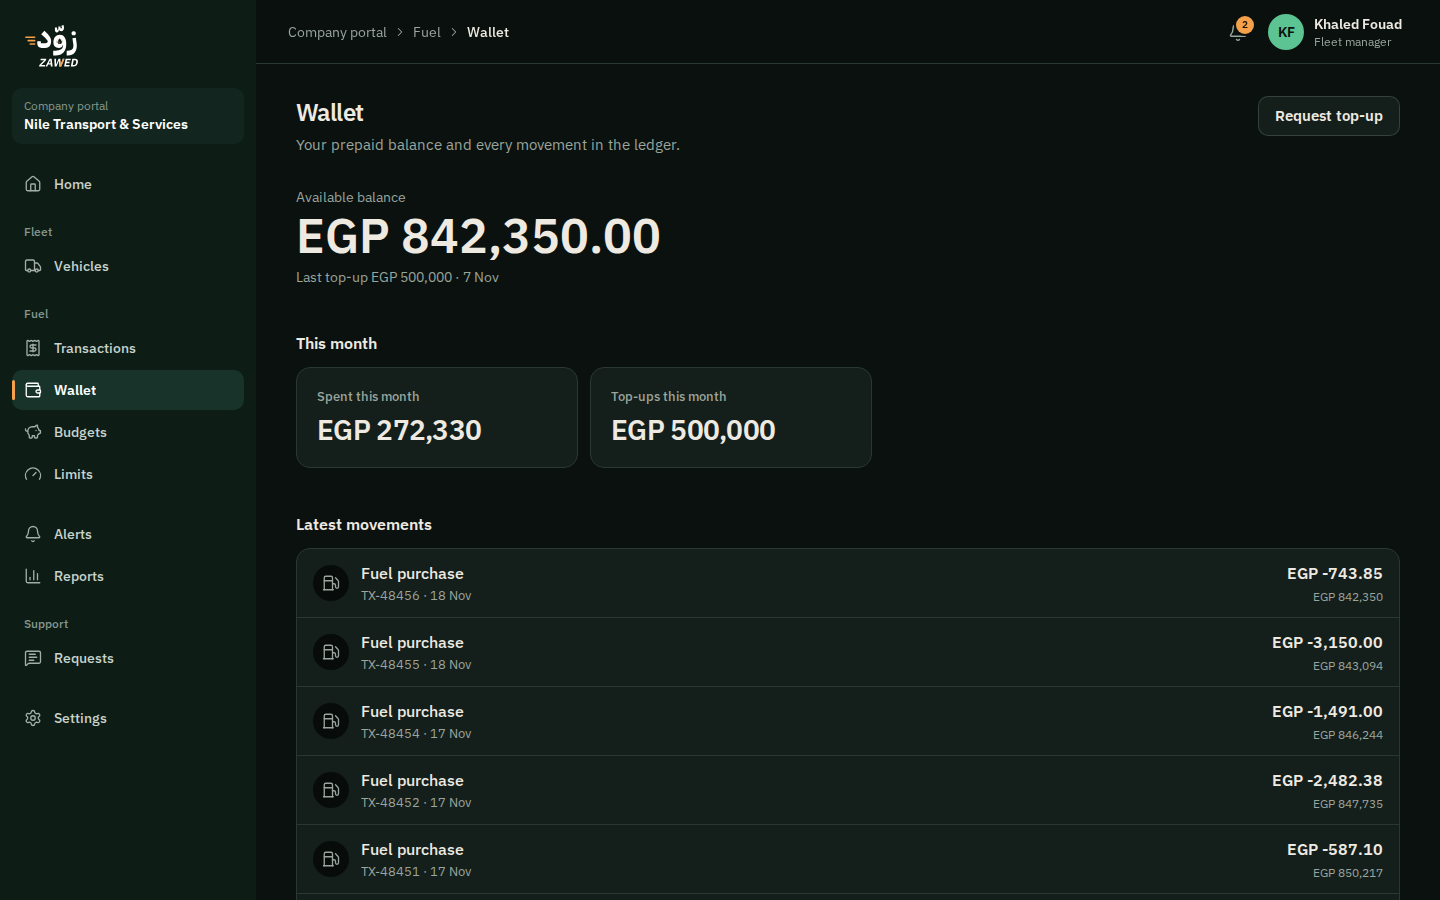 زوّد
ZAWED
Company portal
Nile Transport & Services
Home
Fleet
Vehicles
Fuel
Transactions
Wallet
Budgets
Limits
Alerts
Reports
Support
Requests
Settings
Company portal > Fuel > Wallet
2
KF
Khaled Fouad
Fleet manager
Wallet
Your prepaid balance and every movement in the ledger.
Request top-up
Available balance
EGP 842,350.00
Last top-up EGP 500,000 · 7 Nov
This month
Spent this month
EGP 272,330
Top-ups this month
EGP 500,000
Latest movements
Fuel purchase
TX-48456 · 18 Nov
EGP -743.85
EGP 842,350
Fuel purchase
TX-48455 · 18 Nov
EGP -3,150.00
EGP 843,094
Fuel purchase
TX-48454 · 17 Nov
EGP -1,491.00
EGP 846,244
Fuel purchase
TX-48452 · 17 Nov
EGP -2,482.38
EGP 847,735
Fuel purchase
TX-48451 · 17 Nov
EGP -587.10
EGP 850,217